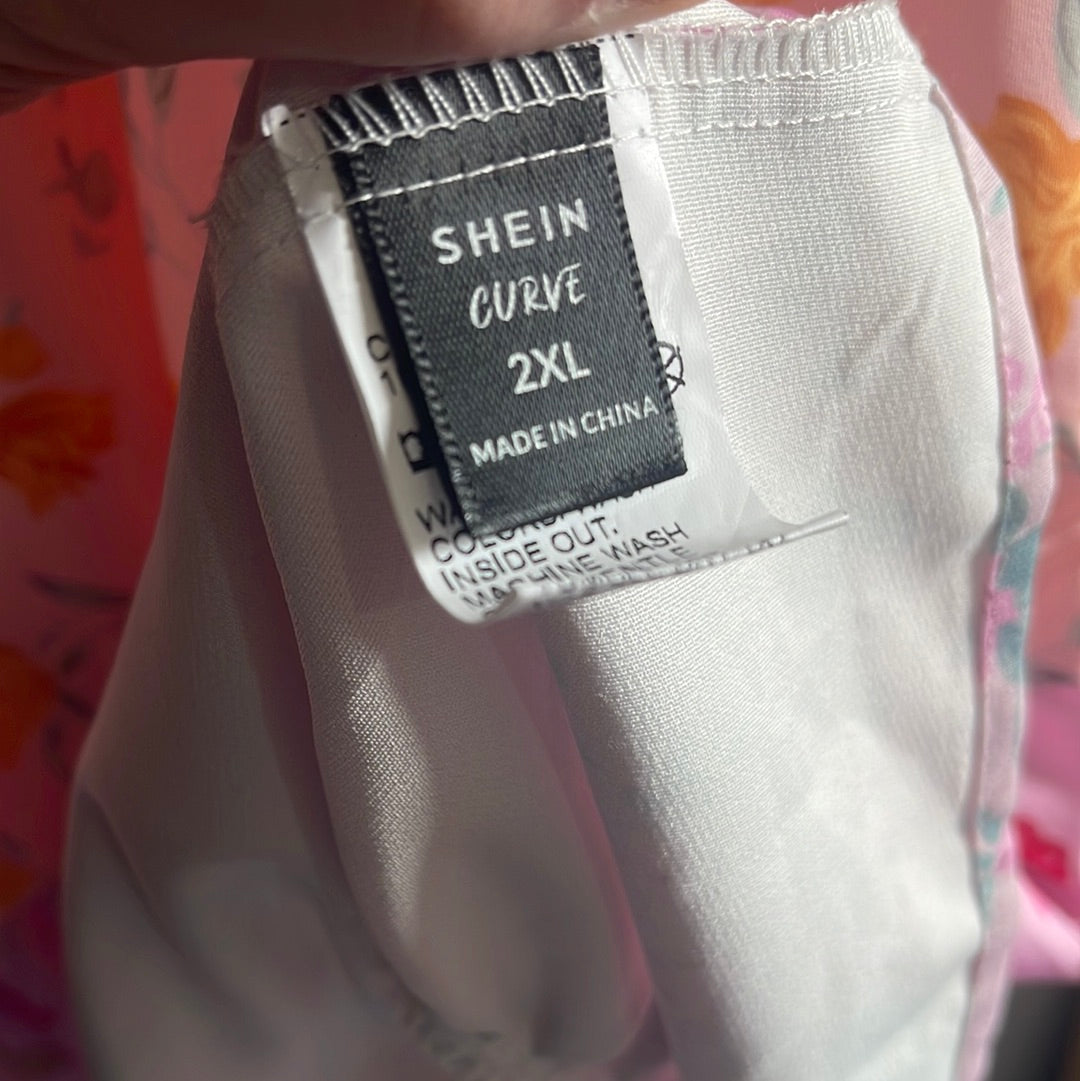 SHEIN
CURVE
2XL
MADE IN CHINA
INSIDE OUT.
MACHINE WASH